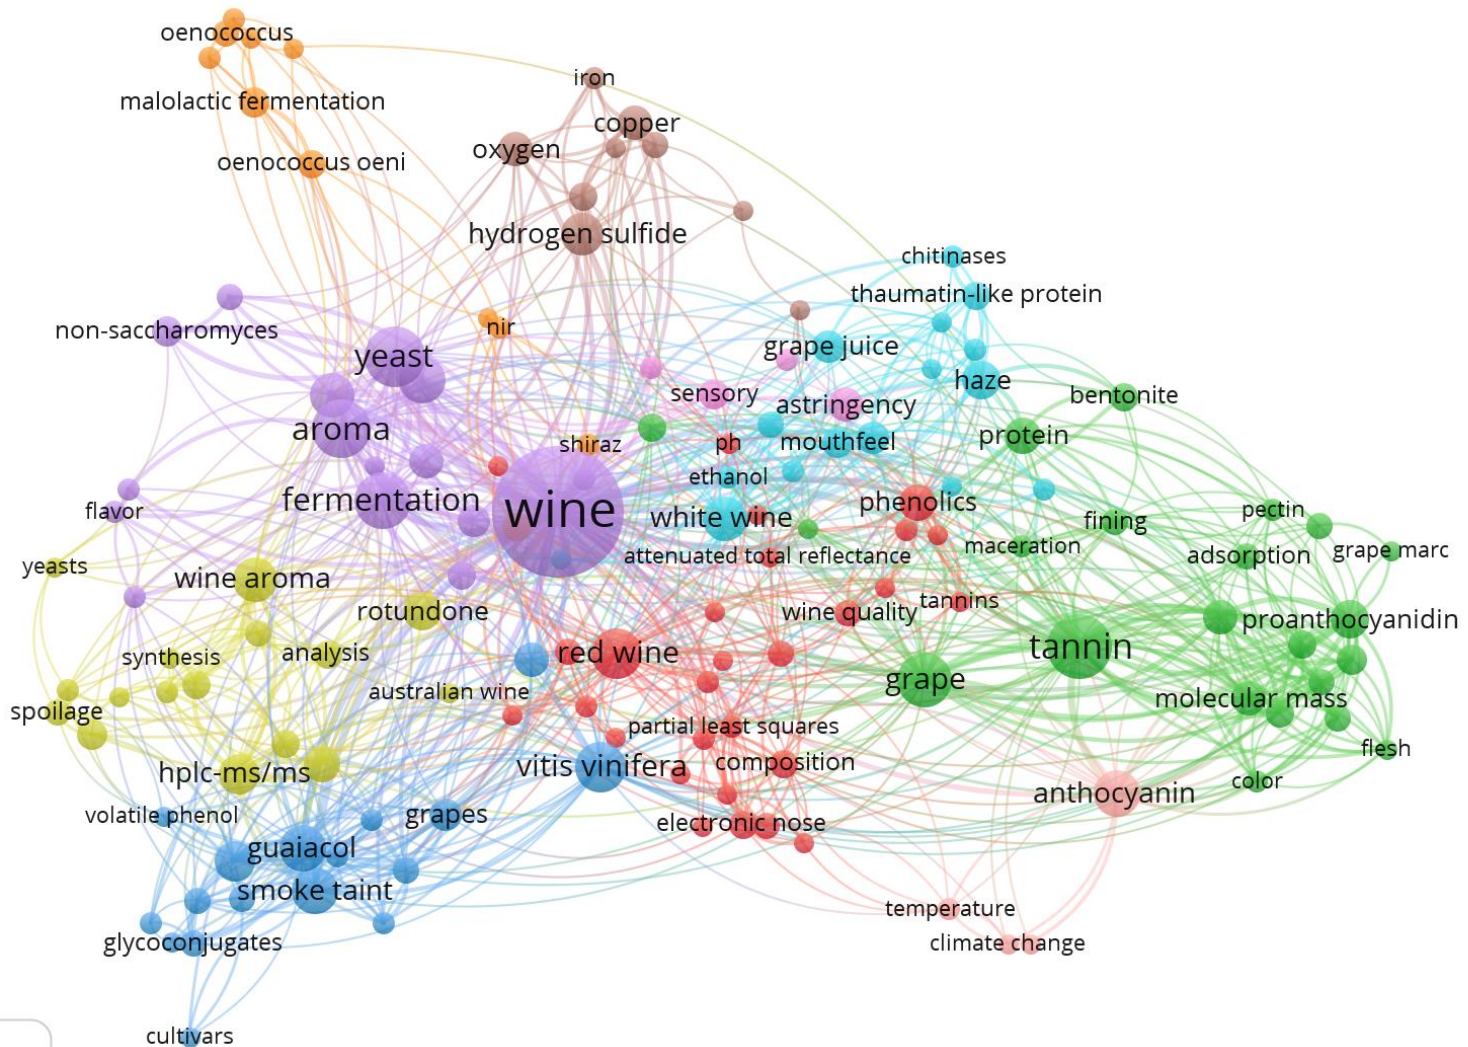 oenococcus
iron
malolactic fermentation
copper
oxygen
oenococcus oeni
hydrogen sulfide
chitinases
thaumatin-like protein
non-saccharomyces
nir
yeast
grape juice
haze
sensory
bentonite
astringency
aroma
shiraz
ph
mouthfeel
protein
ethanol
fermentation
wine
phenolics
flavor
white wine
fining
pectin
maceration
attenuated total reflectance
adsorption
grape marc
yeasts
wine aroma
rotundone
wine quality
tannins
proanthocyanidin
synthesis
analysis
red wine
tannin
grape
australian wine
molecular mass
spoilage
partial least squares
flesh
hplc-ms/ms
vitis vinifera
composition
color
anthocyanin
volatile phenol
grapes
electronic nose
guaiacol
smoke taint
temperature
glycoconjugates
climate change
cultivars